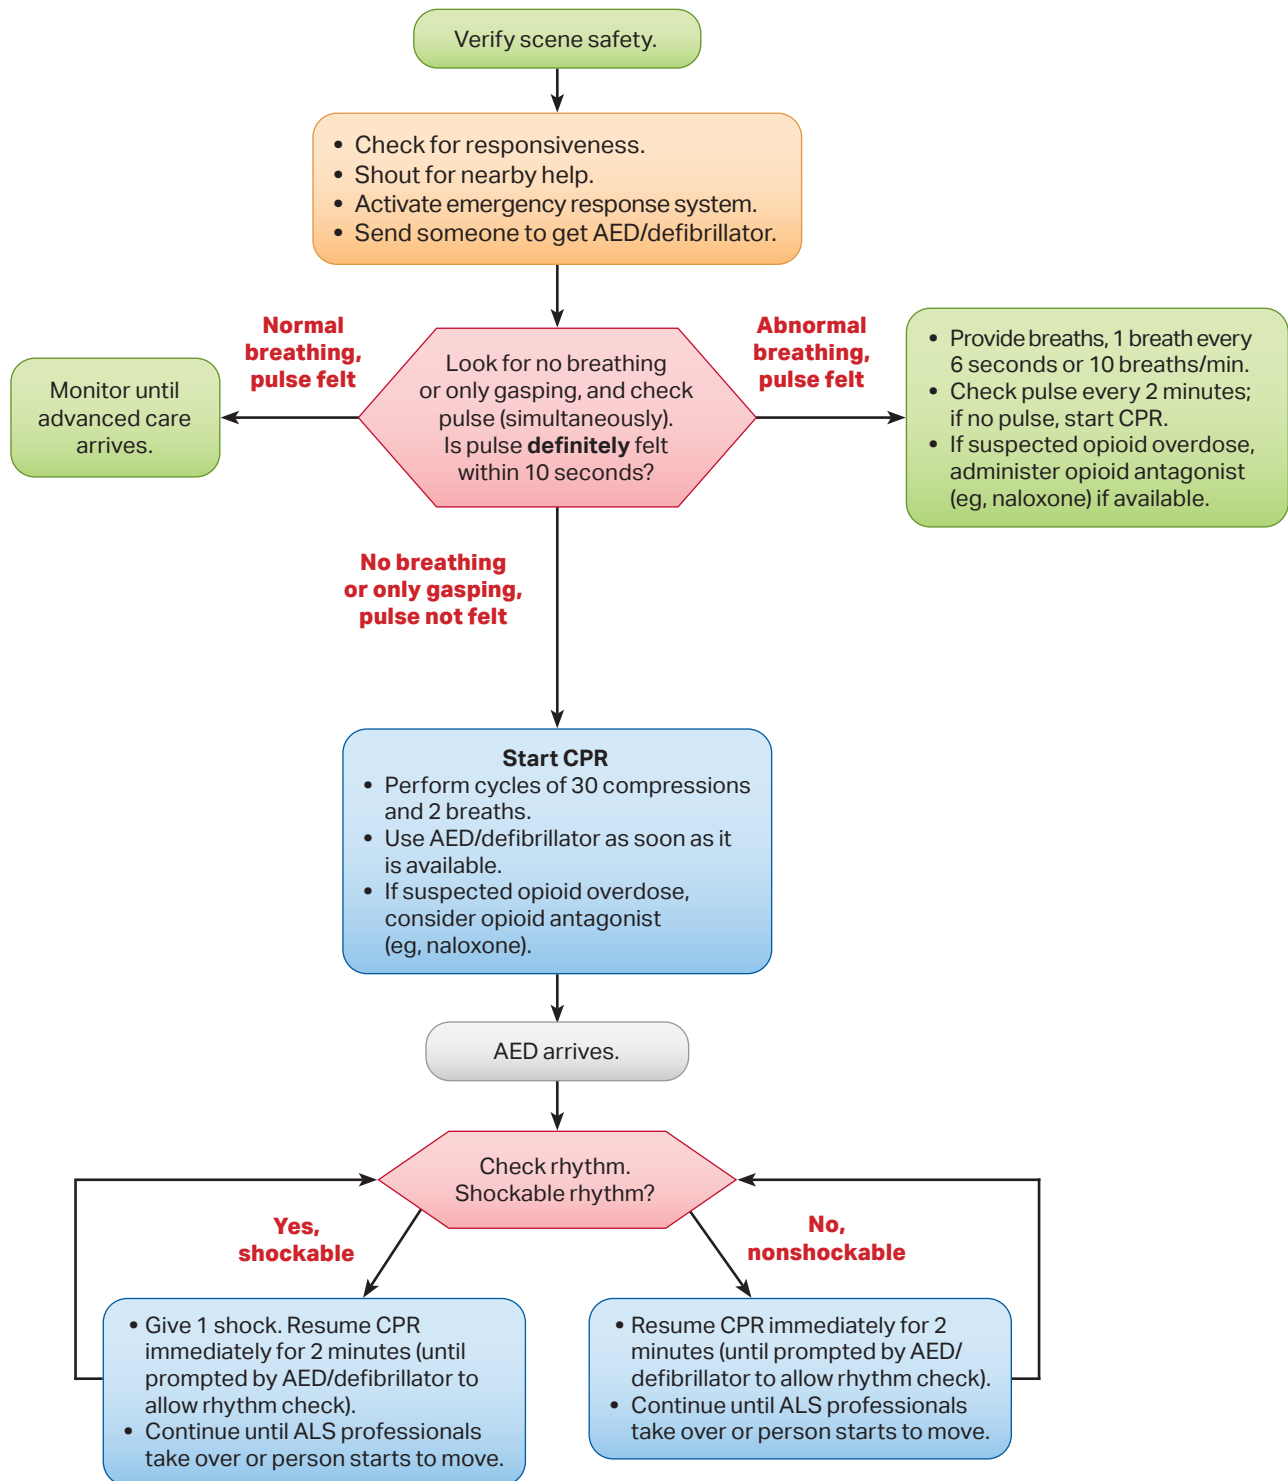 Verify scene safety.
• Check for responsiveness.
• Shout for nearby help.
• Activate emergency response system.
• Send someone to get AED/defibrillator.
Normal
breathing,
pulse felt
Abnormal
breathing,
pulse felt
Monitor until
advanced care
arrives.
Look for no breathing
or only gasping, and check
pulse (simultaneously).
Is pulse definitely felt
within 10 seconds?
• Provide breaths, 1 breath every
6 seconds or 10 breaths/min.
• Check pulse every 2 minutes;
if no pulse, start CPR.
• If suspected opioid overdose,
administer opioid antagonist
(eg, naloxone) if available.
No breathing
or only gasping,
pulse not felt
Start CPR
• Perform cycles of 30 compressions
and 2 breaths.
• Use AED/defibrillator as soon as it
is available.
• If suspected opioid overdose,
consider opioid antagonist
(eg, naloxone).
AED arrives.
Check rhythm.
Shockable rhythm?
Yes,
shockable
No,
nonshockable
• Give 1 shock. Resume CPR
immediately for 2 minutes (until
prompted by AED/defibrillator to
allow rhythm check).
• Continue until ALS professionals
take over or person starts to move.
• Resume CPR immediately for 2
minutes (until prompted by AED/
defibrillator to allow rhythm check).
• Continue until ALS professionals
take over or person starts to move.